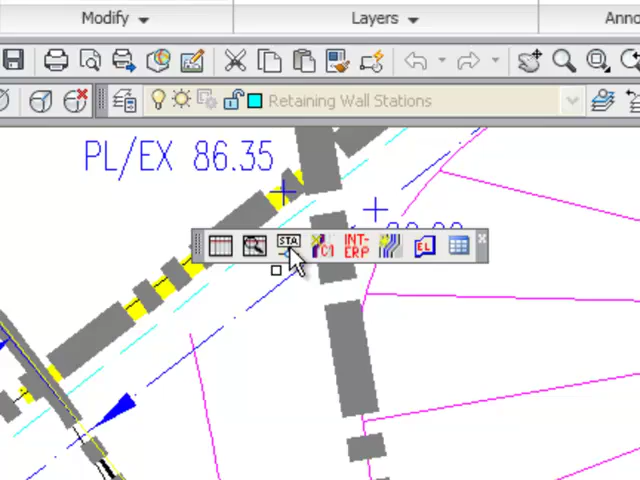 Modify
Layers
Anno
Retaining Wall Stations
PL/EX 86.35
STA
C1
INT-
ERP
EL